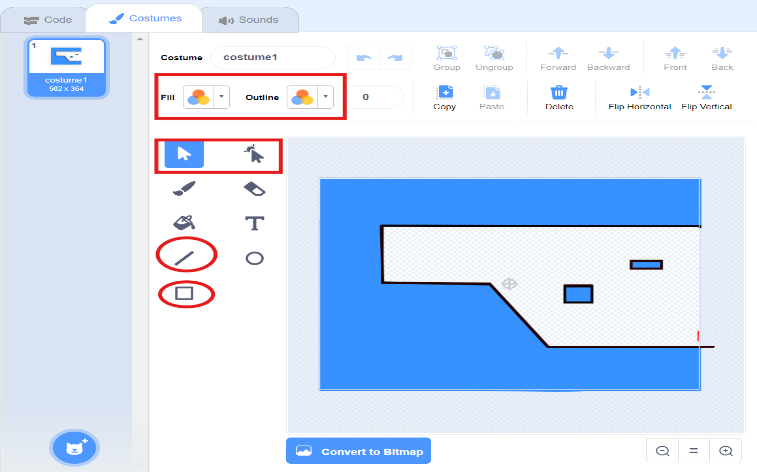 Code Costumes Sounds
1
costume1
502 x 364
Costume costume1
Group Ungroup Forward Backward Front Back
Fill Outline 0
Copy Paste Delete Flip Horizontal Flip Vertical
T
Convert to Bitmap